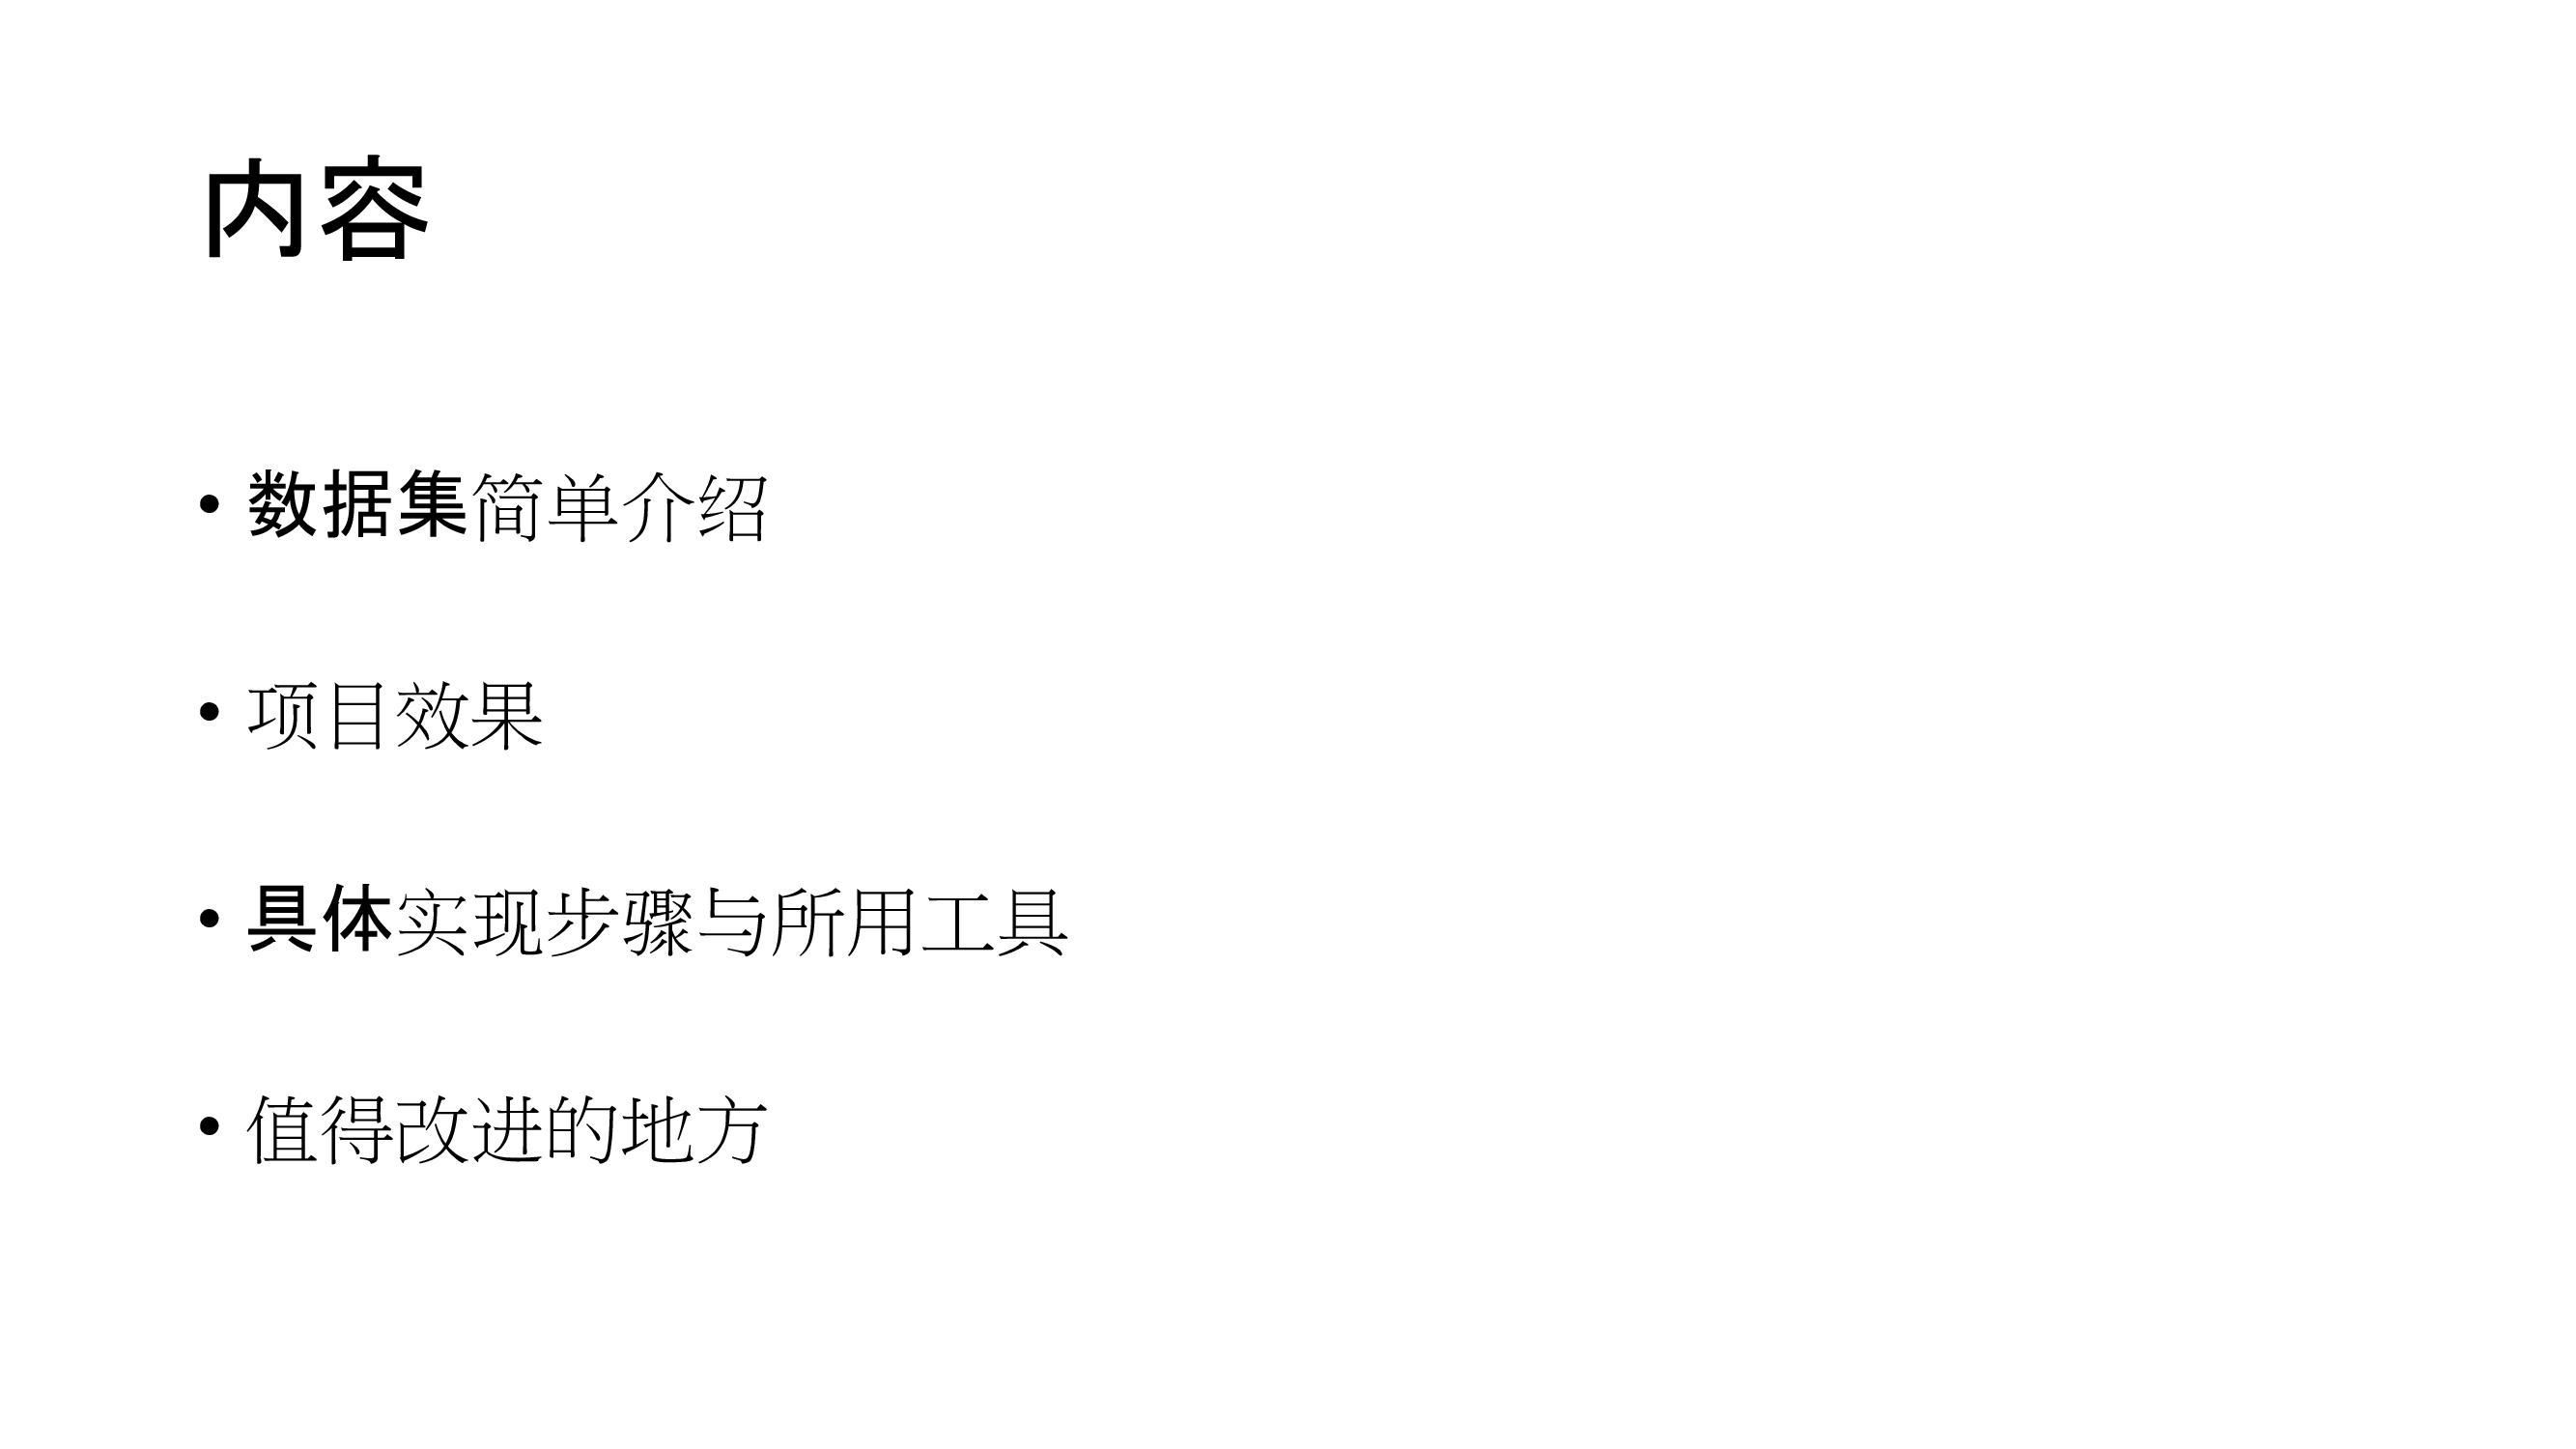 内容
• 数据集简单介绍
• 项目效果
• 具体实现步骤与所用工具
• 值得改进的地方